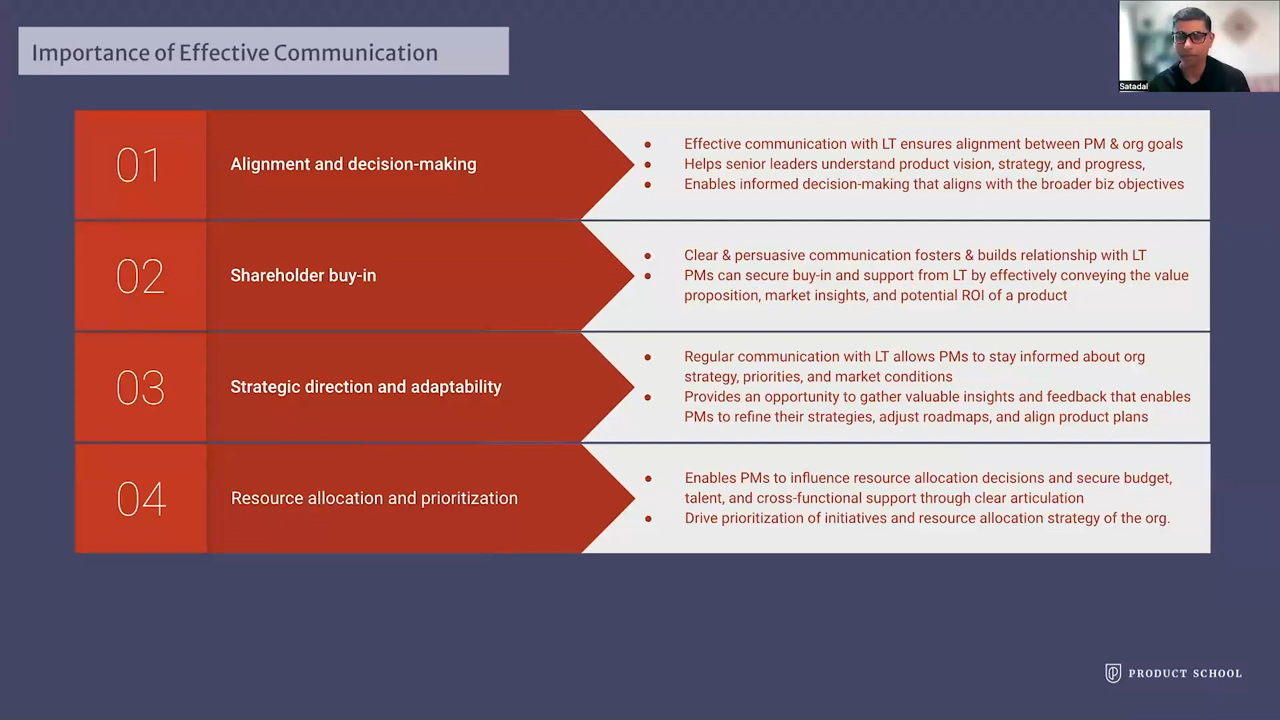 Importance of Effective Communication
Satadal
01
Alignment and decision-making
Effective communication with LT ensures alignment between PM & org goals
Helps senior leaders understand product vision, strategy, and progress,
Enables informed decision-making that aligns with the broader biz objectives
02
Shareholder buy-in
Clear & persuasive communication fosters & builds relationship with LT
PMs can secure buy-in and support from LT by effectively conveying the value
proposition, market insights, and potential ROI of a product
03
Strategic direction and adaptability
Regular communication with LT allows PMs to stay informed about org
strategy, priorities, and market conditions
Provides an opportunity to gather valuable insights and feedback that enables
PMs to refine their strategies, adjust roadmaps, and align product plans
04
Resource allocation and prioritization
Enables PMs to influence resource allocation decisions and secure budget,
talent, and cross-functional support through clear articulation
Drive prioritization of initiatives and resource allocation strategy of the org.
PRODUCT SCHOOL